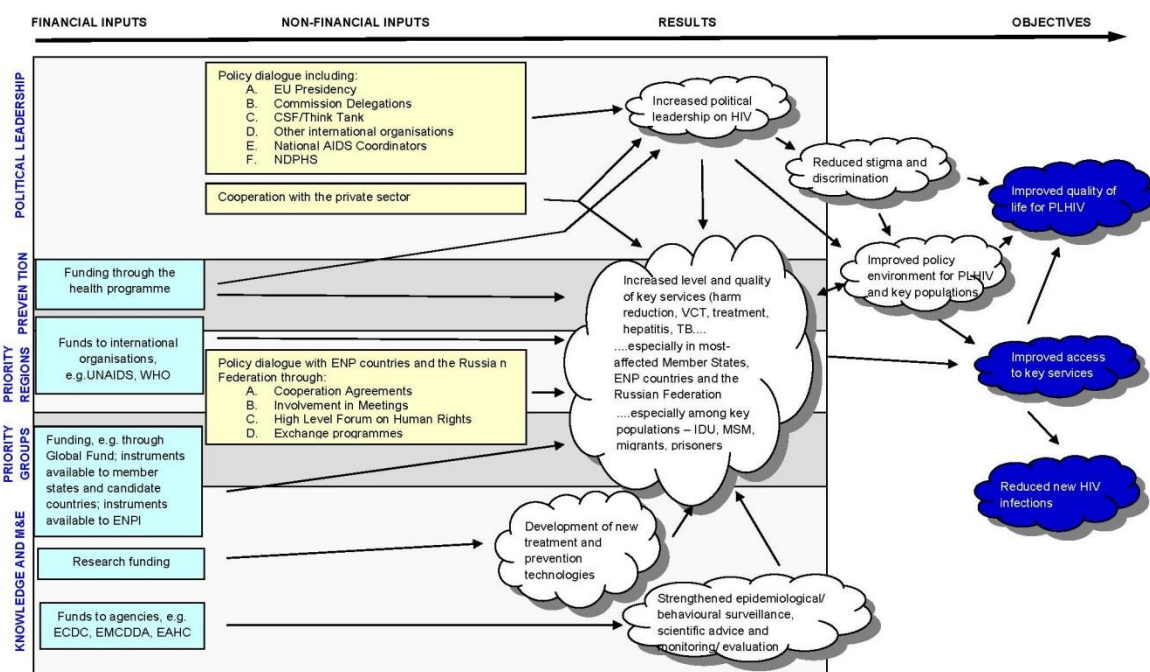 FINANCIAL INPUTS
NON-FINANCIAL INPUTS
RESULTS
OBJECTIVES
POLITICAL LEADERSHIP
Policy dialogue including:
A. EU Presidency
B. Commission Delegations
C. CSF/Think Tank
D. Other international organisations
E. National AIDS Coordinators
F. NDPHS
Cooperation with the private sector
Increased political
leadership on HIV
Reduced stigma and
discrimination
Improved quality of
life for PLHIV
Improved policy
environment for PLHIV
and key populations
PREVENTION
Funding through the
health programme
Increased level and quality
of key services (harm
reduction, VCT, treatment,
hepatitis, TB....
....especially in most-
affected Member States,
ENP countries and the
Russian Federation
....especially among key
populations – IDU, MSM,
migrants, prisoners
PRIORITY
REGIONS
Funds to international
organisations,
e.g.UNAIDS, WHO
Policy dialogue with ENP countries and the Russia n
Federation through:
A. Cooperation Agreements
B. Involvement in Meetings
C. High Level Forum on Human Rights
D. Exchange programmes
Improved access
to key services
PRIORITY
GROUPS
Funding, e.g. through
Global Fund; instruments
available to member
states and candidate
countries; instruments
available to ENPI
Reduced new HIV
infections
KNOWLEDGE AND M&E
Research funding
Development of new
treatment and
prevention
technologies
Funds to agencies, e.g.
ECDC, EMCDDA, EAHC
Strengthened epidemiological/
behavioural surveillance,
scientific advice and
monitoring/ evaluation